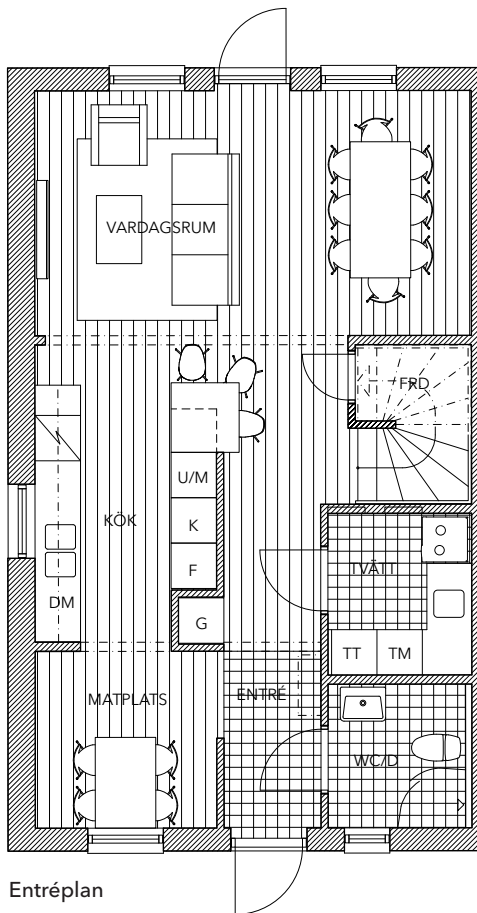 VARDAGSRUM
FRD
U/M
KÖK
K
F
TVÄTT
DM
G
TT
TM
MATPLATS
ENTRÉ
WC/D
Entréplan